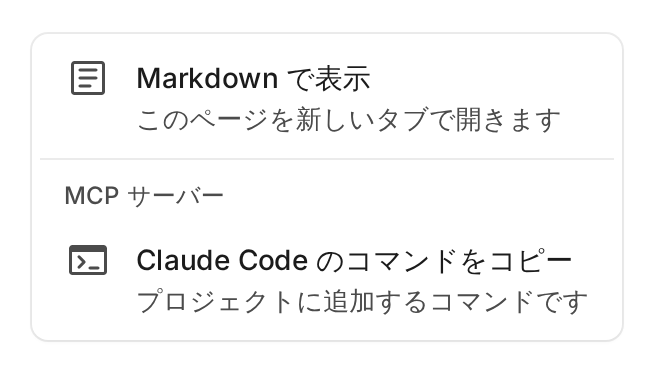 Markdown で表示
このページを新しいタブで開きます
MCP サーバー
Claude Code のコマンドをコピー
プロジェクトに追加するコマンドです